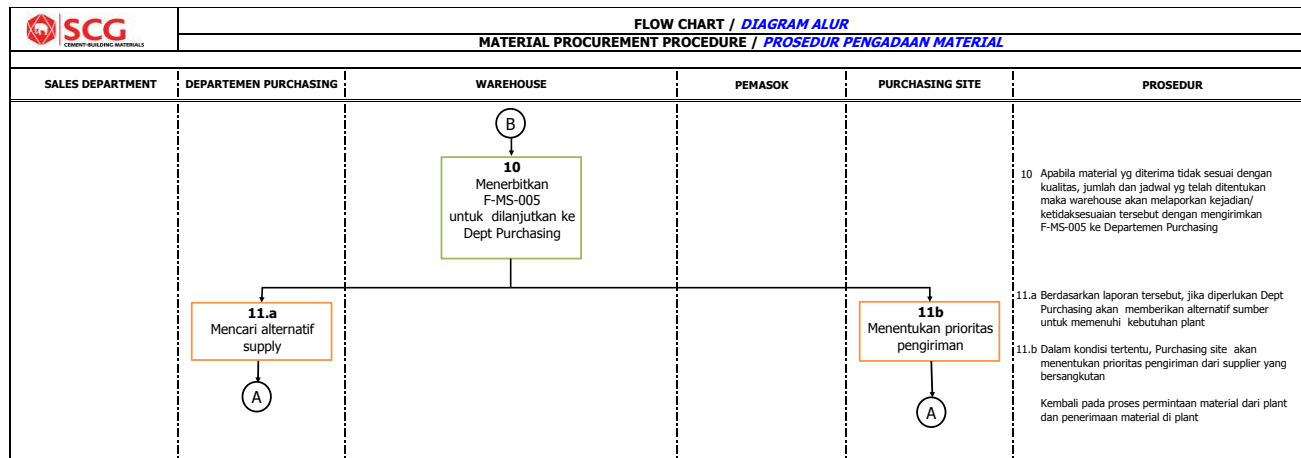 SCG
CEMENT-BUILDING MATERIALS
FLOW CHART / DIAGRAM ALUR
MATERIAL PROCUREMENT PROCEDURE / PROSEDUR PENGADAAN MATERIAL
SALES DEPARTMENT
DEPARTEMEN PURCHASING
WAREHOUSE
PEMASOK
PURCHASING SITE
PROSEDUR
B
10
Menerbitkan
F-MS-005
untuk dilanjutkan ke
Dept Purchasing
10 Apabila material yg diterima tidak sesuai dengan
kualitas, jumlah dan jadwal yg telah ditentukan
maka warehouse akan melaporkan kejadian/
ketidaksesuaian tersebut dengan mengirimkan
F-MS-005 ke Departemen Purchasing
11.a
Mencari alternatif
supply
A
11b
Menentukan prioritas
pengiriman
A
11.a Berdasarkan laporan tersebut, jika diperlukan Dept
Purchasing akan memberikan alternatif sumber
untuk memenuhi kebutuhan plant
11.b Dalam kondisi tertentu, Purchasing site akan
menentukan prioritas pengiriman dari supplier yang
bersangkutan
Kembali pada proses permintaan material dari plant
dan penerimaan material di plant